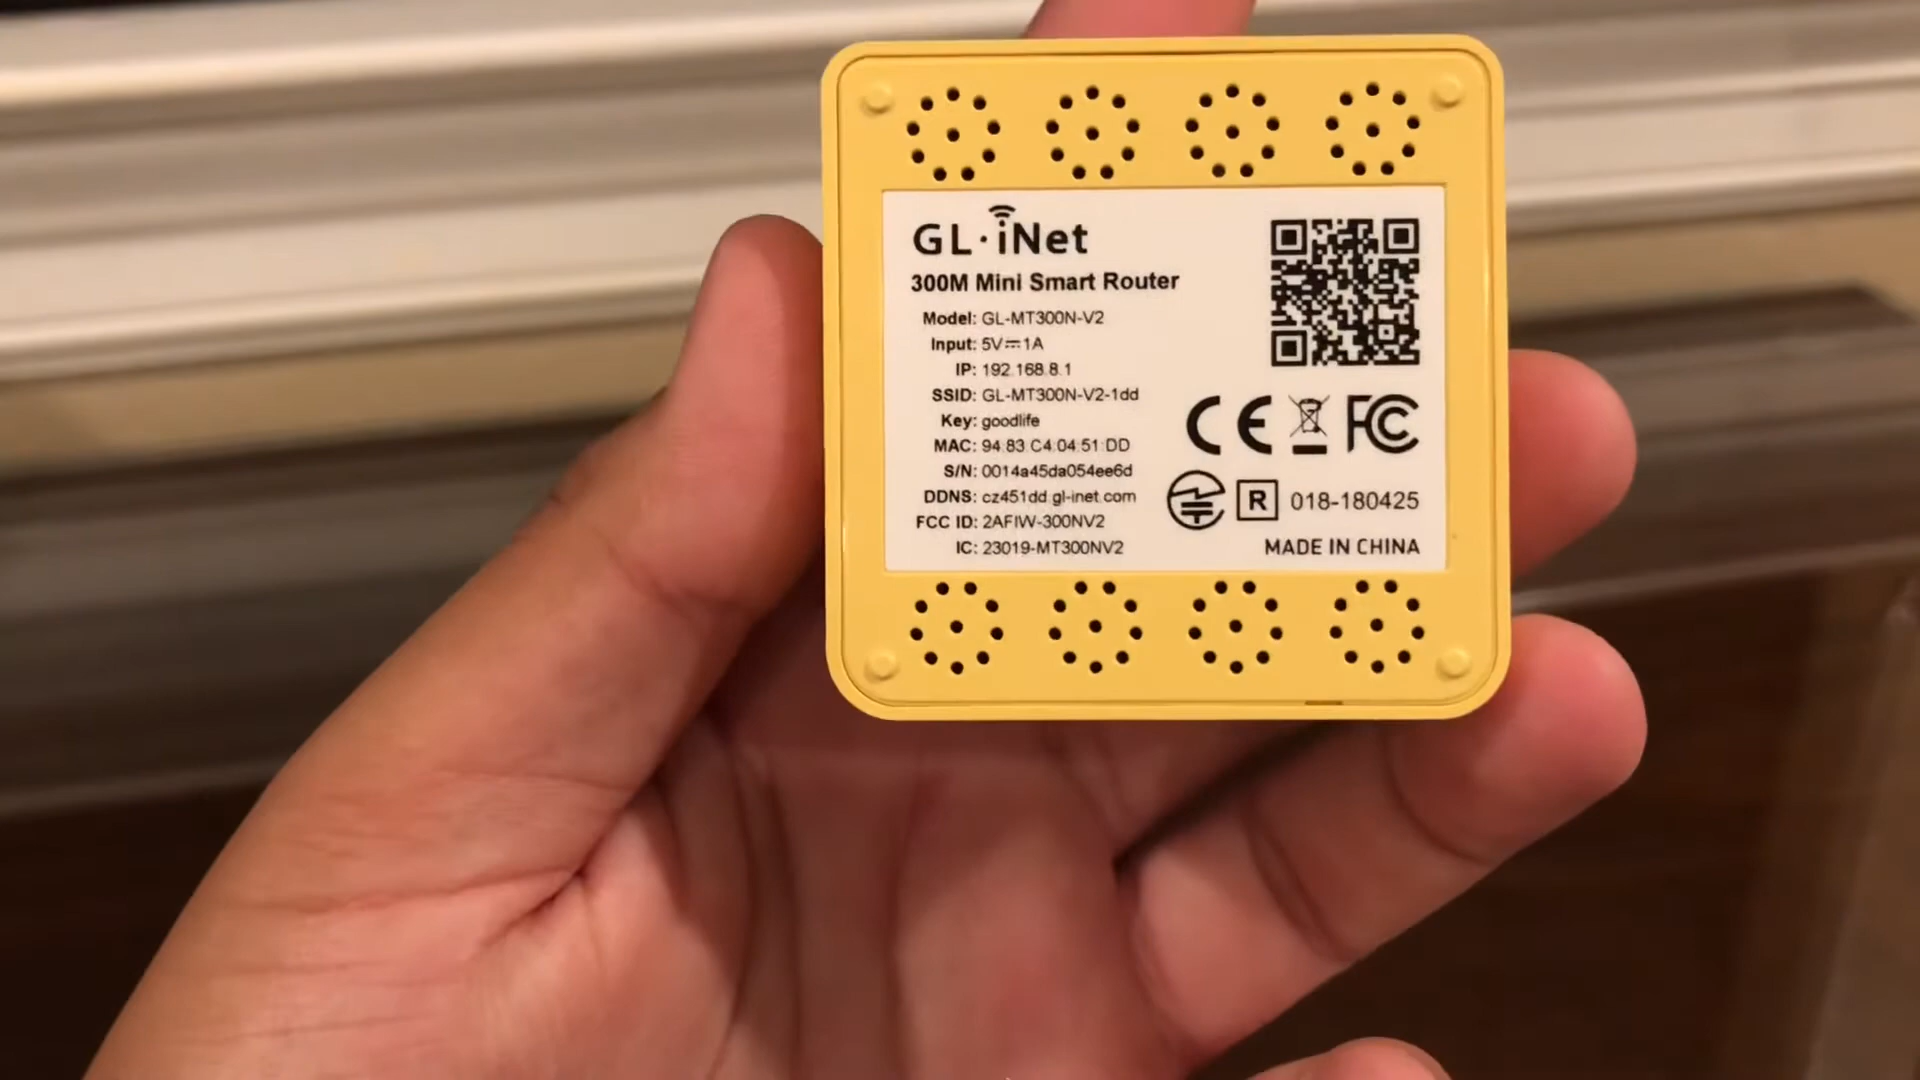 GL·iNet
300M Mini Smart Router
Model: GL-MT300N-V2
Input: 5V⎓1A
IP: 192.168.8.1
SSID: GL-MT300N-V2-1dd
Key: goodlife
MAC: 94:83:C4:04:51:DD
S/N: 0014a45da054ee6d
DDNS: cz451dd.gl-inet.com
FCC ID: 2AFIW-300NV2
IC: 23019-MT300NV2
CE FC
R 018-180425
MADE IN CHINA